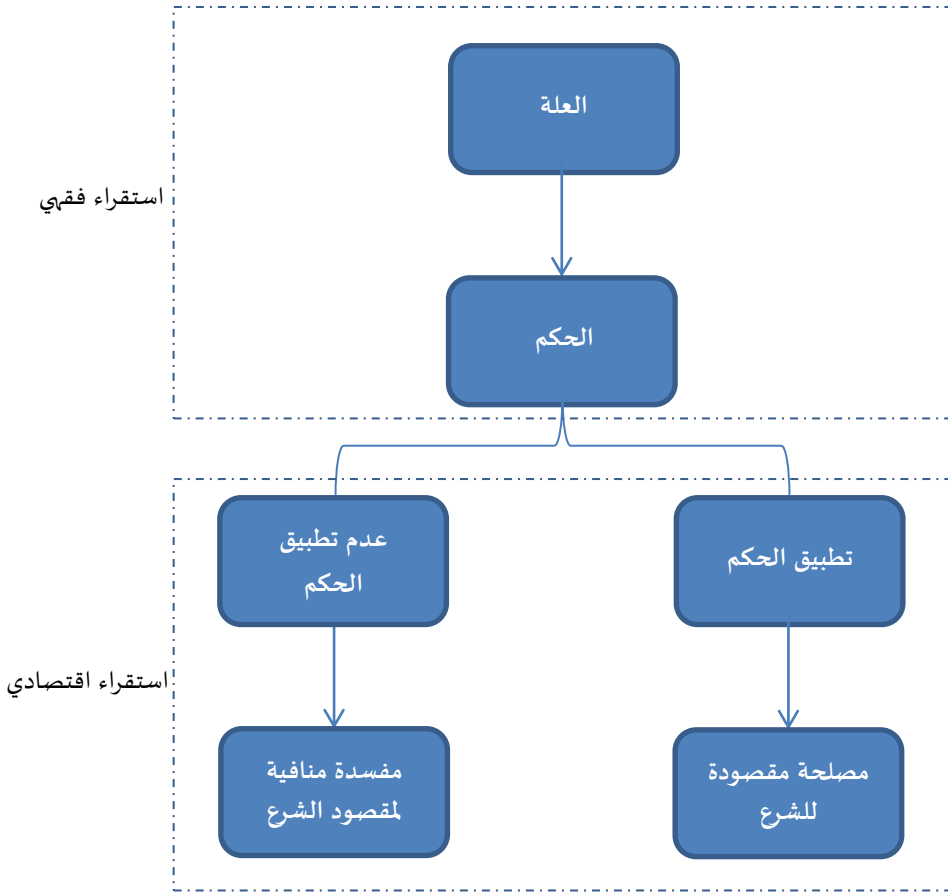 العلة
استقراء فقهي
الحكم
تطبيق الحكم
عدم تطبيق
الحكم
استقراء اقتصادي
مصلحة مقصودة
للشرع
مفسدة منافية
لمقصود الشرع